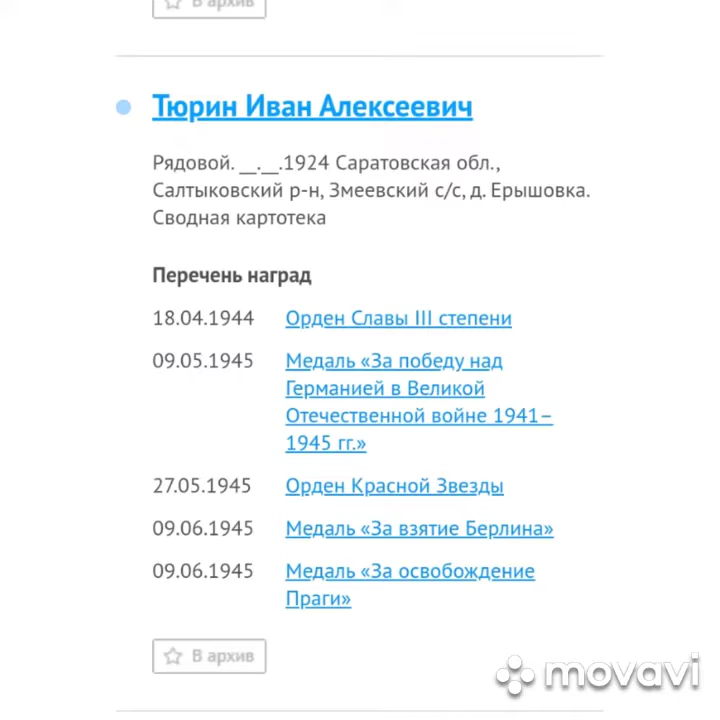 В архив
Тюрин Иван Алексеевич
Рядовой. __.__.1924 Саратовская обл.,
Салтыковский р-н, Змеевский с/с, д. Ерышовка.
Сводная картотека
Перечень наград
18.04.1944 Орден Славы III степени
09.05.1945 Медаль «За победу над
Германией в Великой
Отечественной войне 1941–
1945 гг.»
27.05.1945 Орден Красной Звезды
09.06.1945 Медаль «За взятие Берлина»
09.06.1945 Медаль «За освобождение
Праги»
В архив
movavi